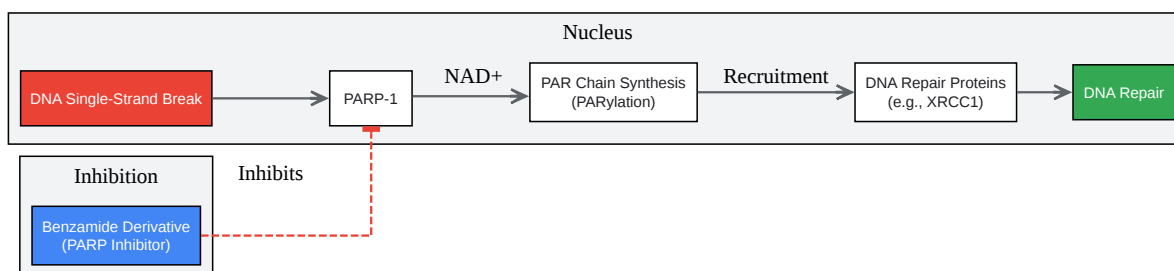 Nucleus
DNA Single-Strand Break
PARP-1
NAD+
PAR Chain Synthesis
(PARylation)
Recruitment
DNA Repair Proteins
(e.g., XRCC1)
DNA Repair
Inhibition
Inhibits
Benzamide Derivative
(PARP Inhibitor)